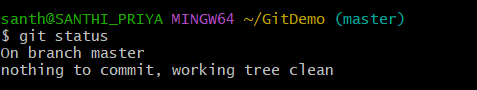 santh@SANTHI_PRIYA MINGW64 ~/GitDemo (master)
$ git status
On branch master
nothing to commit, working tree clean